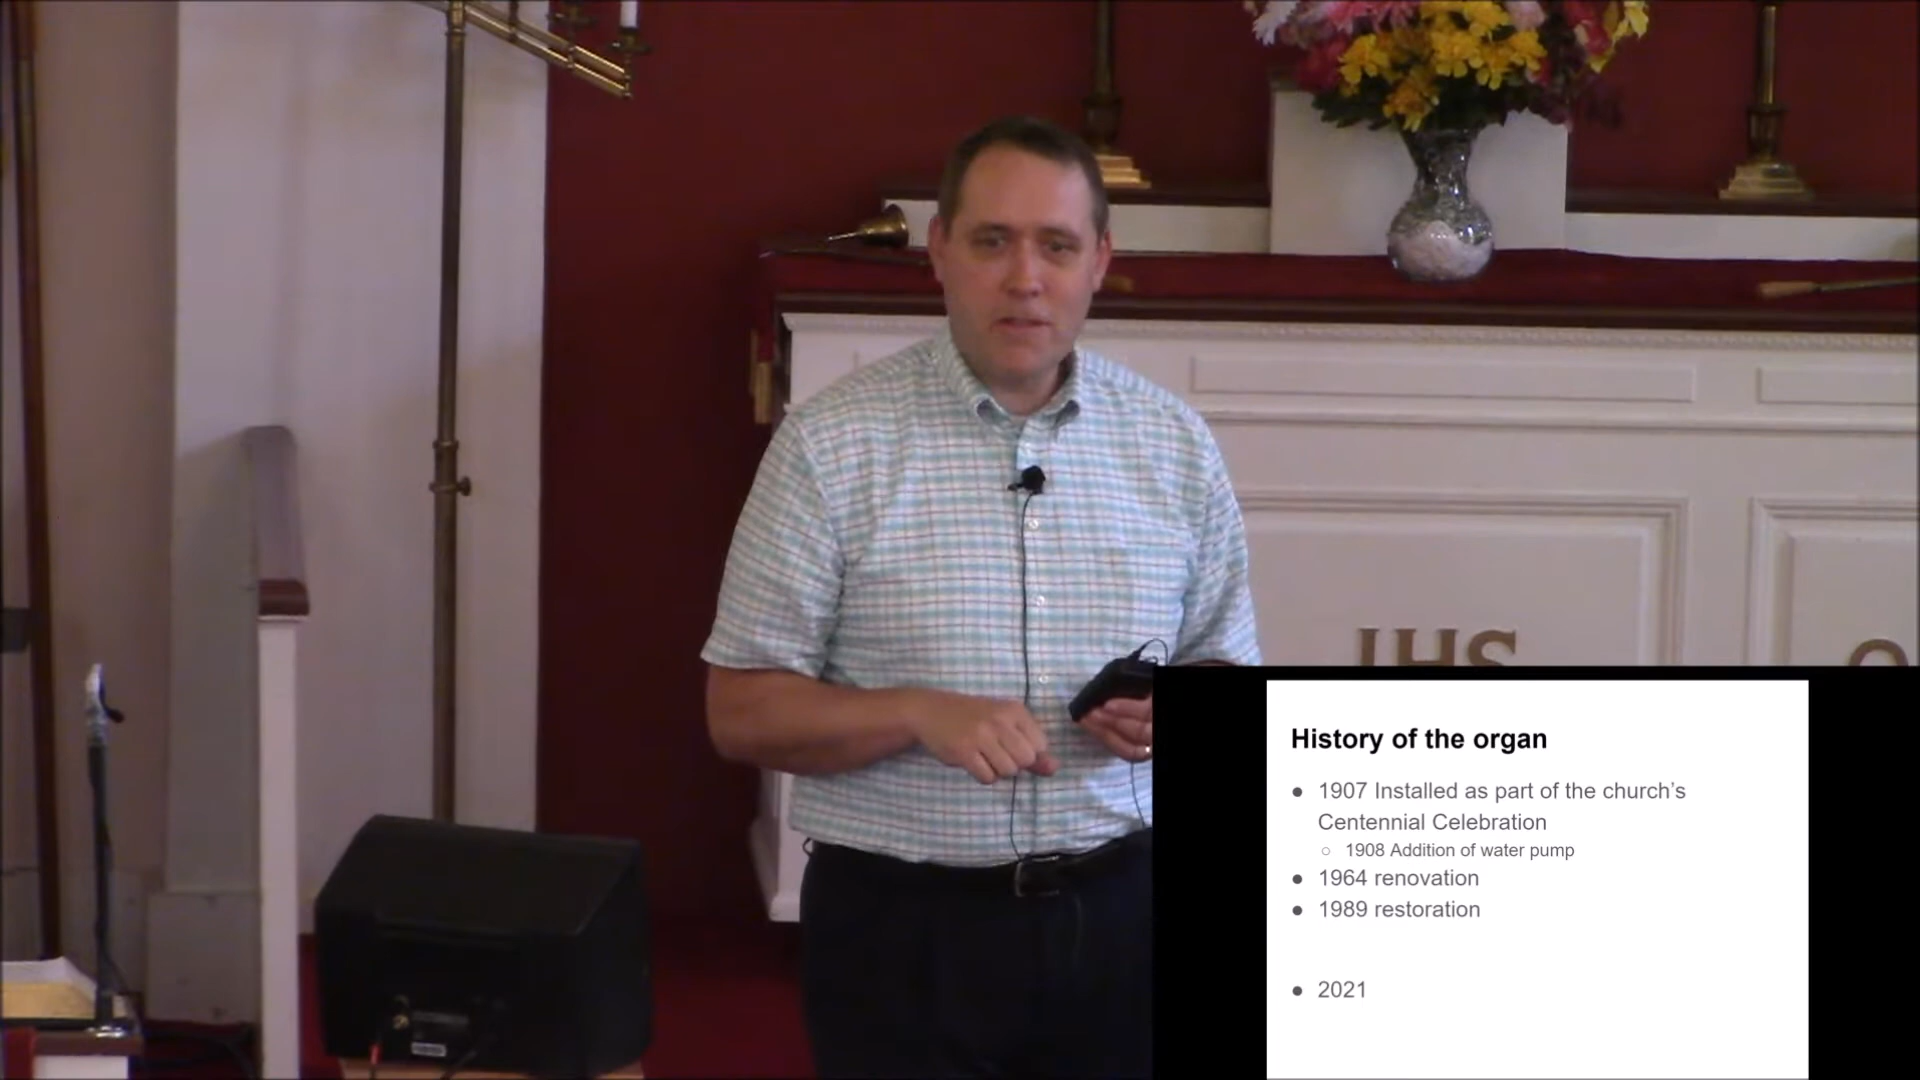 IHS
History of the organ
● 1907 Installed as part of the church's
Centennial Celebration
○ 1908 Addition of water pump
● 1964 renovation
● 1989 restoration
● 2021